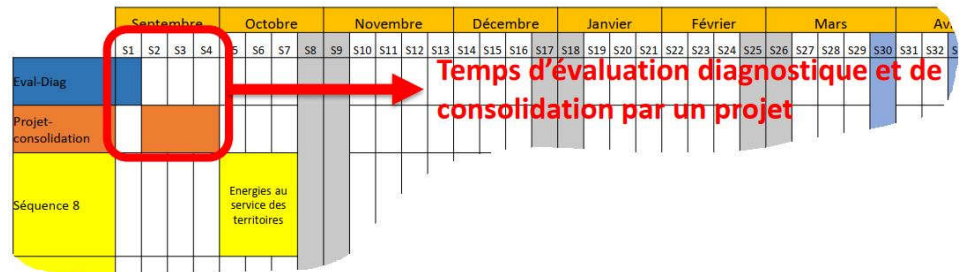 Septembre Octobre Novembre Décembre Janvier Février Mars Av
S1 S2 S3 S4 5 S6 S7 S8 S9 S10 S11 S12 S13 S14 S15 S16 S17 S18 S19 S20 S21 S22 S23 S24 S25 S26 S27 S28 S29 S30 S31 S32 S
Eval-Diag
Temps d’évaluation diagnostique et de
consolidation par un projet
Projet-
consolidation
Séquence 8
Energies au
service des
territoires